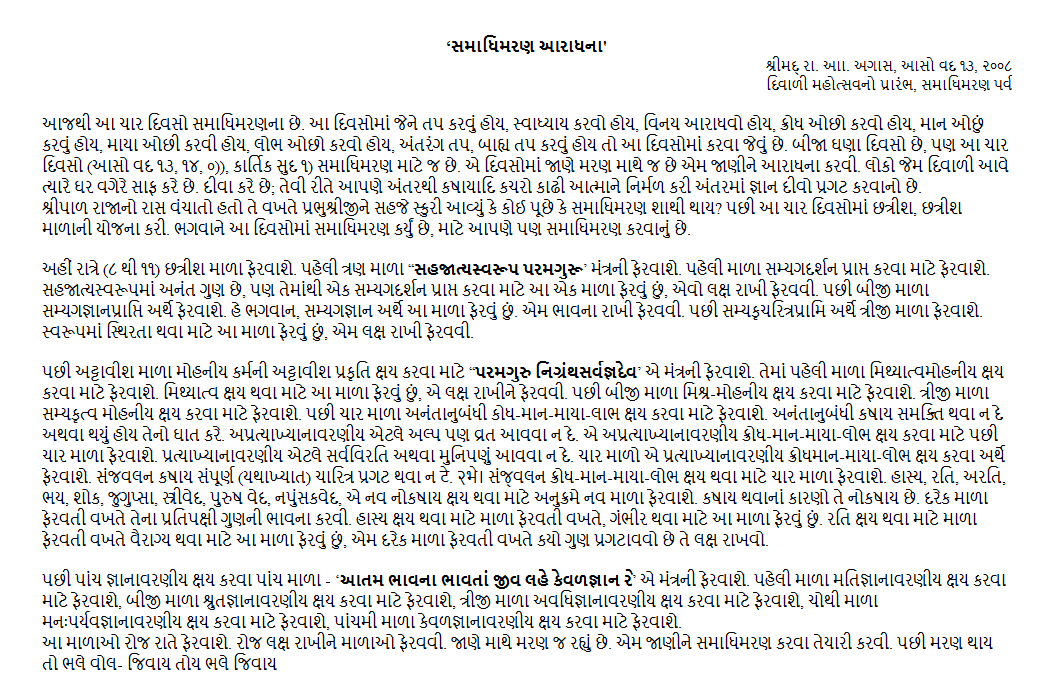 ‘સમાધિમરણ આરાધના'
શ્રીમદ્ રા. આા. અગાસ, આસો વદ ૧૩, ૨૦૦૮
દિવાળી મહોત્સવનો પ્રારંભ, સમાધિમરણ પર્વ
આજથી આ ચાર દિવસો સમાધિમરણના છે. આ દિવસોમાં જેને તપ કરવું હોય, સ્વાધ્યાય કરવો હોય, વિનય આરાધવો હોય, ક્રોધ ઓછો કરવો હોય, માન ઓછું
કરવું હોય, માયા ઓછી કરવી હોય, લોભ ઓછો કરવો હોય, અંતરંગ તપ, બાહ્ય તપ કરવું હોય તો આ દિવસોમાં કરવા જેવું છે. બીજા ઘણા દિવસો છે, પણ આ ચાર
દિવસો (આસો વદ ૧૩, ૧૪, ૦)), કાર્તિક સુદ ૧) સમાધિમરણ માટે જ છે. એ દિવસોમાં જાણે મરણ માથે જ છે એમ જાણીને આરાધના કરવી. લોકો જેમ દિવાળી આવે
ત્યારે ઘર વગેરે સાફ કરે છે. દીવા કરે છે; તેવી રીતે આપણે અંતરથી કષાયાદિ કચરો કાઢી આત્માને નિર્મળ કરી અંતરમાં જ્ઞાન દીવો પ્રગટ કરવાનો છે.
શ્રીપાળ રાજાનો રાસ વંચાતો હતો તે વખતે પ્રભુશ્રીજીને સહજે સ્ફુરી આવ્યું કે કોઈ પૂછે કે સમાધિમરણ શાથી થાય? પછી આ ચાર દિવસોમાં છત્રીશ, છત્રીશ
માળાની યોજના કરી. ભગવાને આ દિવસોમાં સમાધિમરણ કર્યું છે, માટે આપણે પણ સમાધિમરણ કરવાનું છે.
અહીં રાત્રે (૮ થી ૧૧) છત્રીશ માળા ફેરવાશે. પહેલી ત્રણ માળા “સહજાત્યસ્વરૂપ પરમગુરૂ’ મંત્રની ફેરવાશે. પહેલી માળા સમ્યગદર્શન પ્રાપ્ત કરવા માટે ફેરવાશે.
સહજાત્યસ્વરૂપમાં અનંત ગુણ છે, પણ તેમાંથી એક સમ્યગદર્શન પ્રાપ્ત કરવા માટે આ એક માળા ફેરવું છું, એવો લક્ષ રાખી ફેરવવી. પછી બીજી માળા
સમ્યગજ્ઞાનપ્રાપ્તિ અર્થે ફેરવાશે. હે ભગવાન, સમ્યગજ્ઞાન અર્થે આ માળા ફેરવું છું. એમ ભાવના રાખી ફેરવવી. પછી સમ્યક્ચરિત્રપ્રામિ અર્થે ત્રીજી માળા ફેરવાશે.
સ્વરૂપમાં સ્થિરતા થવા માટે આ માળા ફેરવું છું, એમ લક્ષ રાખી ફેરવવી.
પછી અટ્ટાવીશ માળા મોહનીય કર્મની અટ્ટાવીશ પ્રકૃતિ ક્ષય કરવા માટે “પરમગુરુ નિગ્રંથસર્વજ્ઞદેવ’ એ મંત્રની ફેરવાશે. તેમાં પહેલી માળા મિથ્યાત્વમોહનીય ક્ષય
કરવા માટે ફેરવાશે. મિથ્યાત્વ ક્ષય થવા માટે આ માળા ફેરવું છું, એ લક્ષ રાખીને ફેરવવી. પછી બીજી માળા મિશ્ર-મોહનીય ક્ષય કરવા માટે ફેરવાશે. ત્રીજી માળા
સમ્યક્ત્વ મોહનીય ક્ષય કરવા માટે ફેરવાશે. પછી ચાર માળા અનંતાનુબંધી કોધ-માન-માયા-લાભ ક્ષય કરવા માટે ફેરવાશે. અનંતાનુબંધી કષાય સમક્તિ થવા ન દે
અથવા થયું હોય તેનો ઘાત કરે. અપ્રત્યાખ્યાનાવરણીય એટલે અલ્પ પણ વ્રત આવવા ન દે. એ અપ્રત્યાખ્યાનાવરણીય ક્રોધ-માન-માયા-લોભ ક્ષય કરવા માટે પછી
ચાર માળા ફેરવાશે. પ્રત્યાખ્યાનાવરણીય એટલે સર્વવિરતિ અથવા મુનિપણું આવવા ન દે. ચાર માળો એ પ્રત્યાખ્યાનાવરણીય ક્રોધમાન-માયા-લોભ ક્ષય કરવા અર્થે
ફેરવાશે. સંજવલન કષાય સંપૂર્ણ (યથાખ્યાત) ચારિત્ર પ્રગટ થવા ન દે. રમે। સંજ્વલન ક્રોધ-માન-માયા-લોભ ક્ષય થવા માટે ચાર માળા ફેરવાશે. હાસ્ય, રતિ, અરતિ,
ભય, શોક, જુગુપ્સા, સ્ત્રીવેદ, પુરુષ વેદ, નપુંસકવેદ, એ નવ નોકષાય ક્ષય થવા માટે અનુક્રમે નવ માળા ફેરવાશે. કષાય થવાનાં કારણો તે નોકષાય છે. દરેક માળા
ફેરવતી વખતે તેના પ્રતિપક્ષી ગુણની ભાવના કરવી. હાસ્ય ક્ષય થવા માટે માળા ફેરવતી વખતે, ગંભીર થવા માટે આ માળા ફેરવું છું. રતિ ક્ષય થવા માટે માળા
ફેરવતી વખતે વૈરાગ્ય થવા માટે આ માળા ફેરવું છું, એમ દરેક માળા ફેરવતી વખતે કયો ગુણ પ્રગટાવવો છે તે લક્ષ રાખવો.
પછી પાંચ જ્ઞાનાવરણીય ક્ષય કરવા પાંચ માળા - ‘આતમ ભાવના ભાવતાં જીવ લહે કેવળજ્ઞાન રે’ એ મંત્રની ફેરવાશે. પહેલી માળા મતિજ્ઞાનાવરણીય ક્ષય કરવા
માટે ફેરવાશે, બીજી માળા શ્રુતજ્ઞાનાવરણીય ક્ષય કરવા માટે ફેરવાશે, ત્રીજી માળા અવધિજ્ઞાનાવરણીય ક્ષય કરવા માટે ફેરવાશે, ચોથી માળા
મનઃપર્યવજ્ઞાનાવરણીય ક્ષય કરવા માટે ફેરવાશે, પાંચમી માળા કેવળજ્ઞાનાવરણીય ક્ષય કરવા માટે ફેરવાશે.
આ માળાઓ રોજ રાતે ફેરવાશે. રોજ લક્ષ રાખીને માળાઓ ફેરવવી. જાણે માથે મરણ જ રહ્યું છે. એમ જાણીને સમાધિમરણ કરવા તેયારી કરવી. પછી મરણ થાય
તો ભલે વોલ- જિવાય તોય ભલે જિવાય